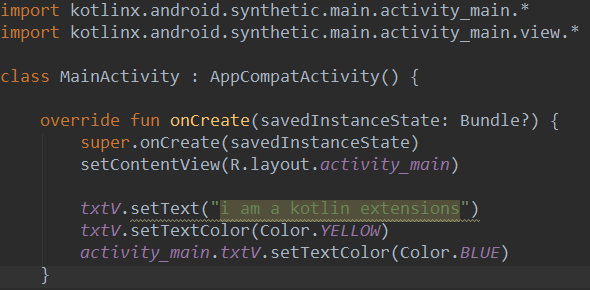 import kotlinx.android.synthetic.main.activity_main.*
import kotlinx.android.synthetic.main.activity_main.view.*
class MainActivity : AppCompatActivity() {
override fun onCreate(savedInstanceState: Bundle?) {
super.onCreate(savedInstanceState)
setContentView(R.layout.activity_main)
txtV.setText("i am a kotlin extensions")
txtV.setTextColor(Color.YELLOW)
activity_main.txtV.setTextColor(Color.BLUE)
}